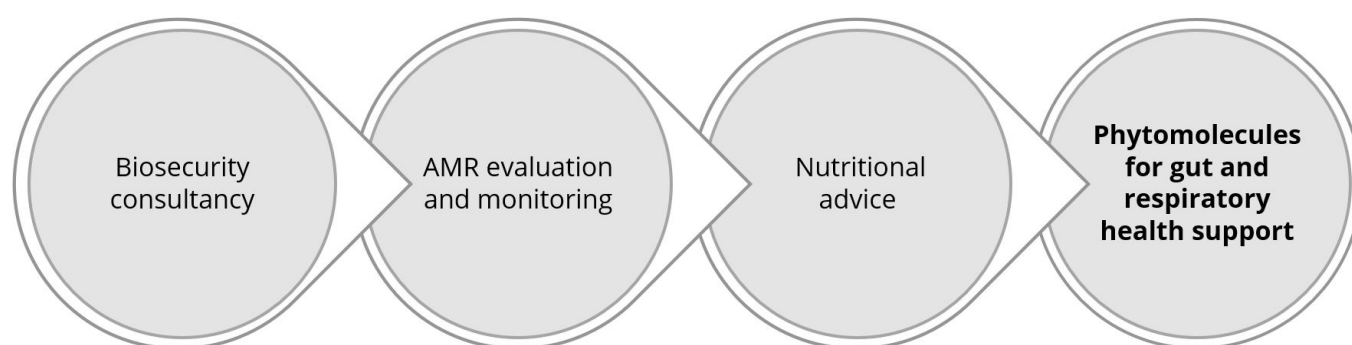 Biosecurity
consultancy
AMR evaluation
and monitoring
Nutritional
advice
Phytomolecules
for gut and
respiratory
health support